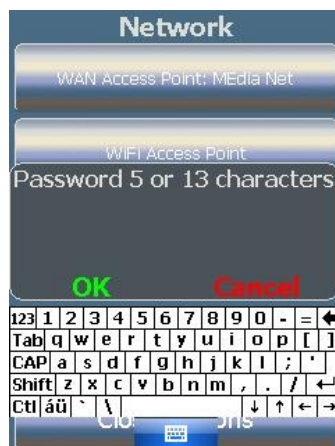 Network
WAN Access Point: MEdia Net
WiFi Access Point
Password 5 or 13 characters
OK Cancel
123 1 2 3 4 5 6 7 8 9 0 - = ←
Tab q w e r t y u i o p [ ]
CAP a s d f g h j k l ; '
Shift z x c v b n m , . / ↵
Ctl áü ` \ ↓ ↑ ← →